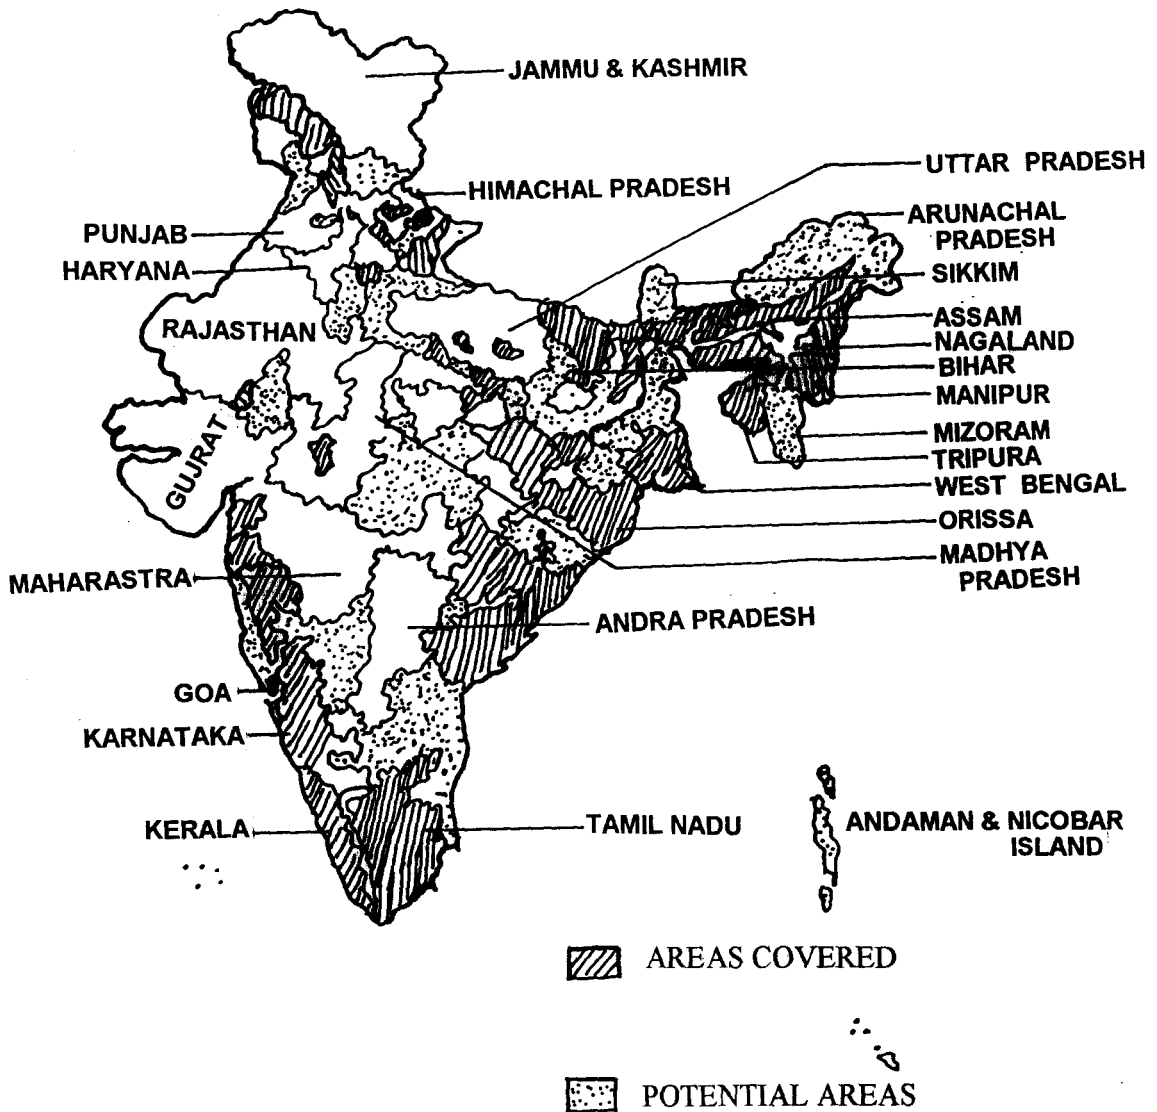 JAMMU & KASHMIR
UTTAR PRADESH
HIMACHAL PRADESH
ARUNACHAL
PRADESH
PUNJAB
HARYANA
SIKKIM
RAJASTHAN
ASSAM
NAGALAND
BIHAR
MANIPUR
GUJRAT
MIZORAM
TRIPURA
WEST BENGAL
ORISSA
MADHYA
PRADESH
MAHARASTRA
ANDRA PRADESH
GOA
KARNATAKA
KERALA
TAMIL NADU
ANDAMAN & NICOBAR
ISLAND
AREAS COVERED
POTENTIAL AREAS